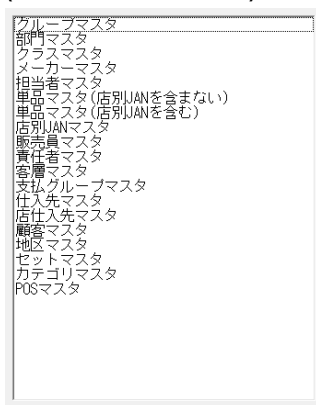 グループマスタ
部門マスタ
クラスマスタ
メーカーマスタ
担当者マスタ
単品マスタ(店別JANを含まない)
単品マスタ(店別JANを含む)
店別JANマスタ
販売員マスタ
責任者マスタ
客層マスタ
支払グループマスタ
仕入先マスタ
店仕入先マスタ
顧客マスタ
地区マスタ
セットマスタ
カテゴリマスタ
POSマスタ